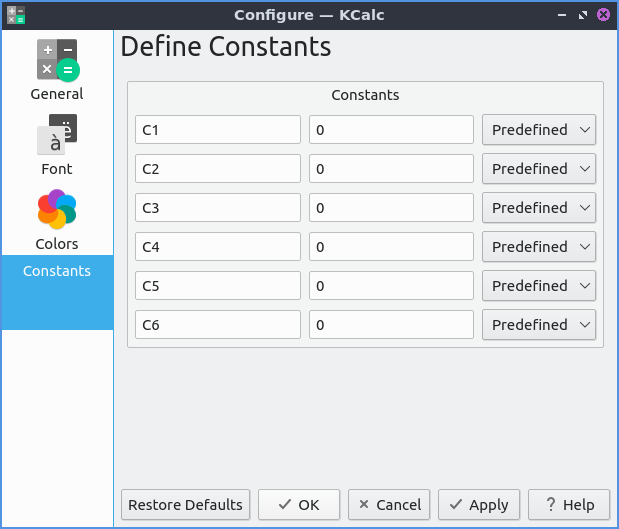 Configure — KCalc
General
Font
Colors
Constants
Define Constants
Constants
C1 0 Predefined
C2 0 Predefined
C3 0 Predefined
C4 0 Predefined
C5 0 Predefined
C6 0 Predefined
Restore Defaults OK Cancel Apply ? Help